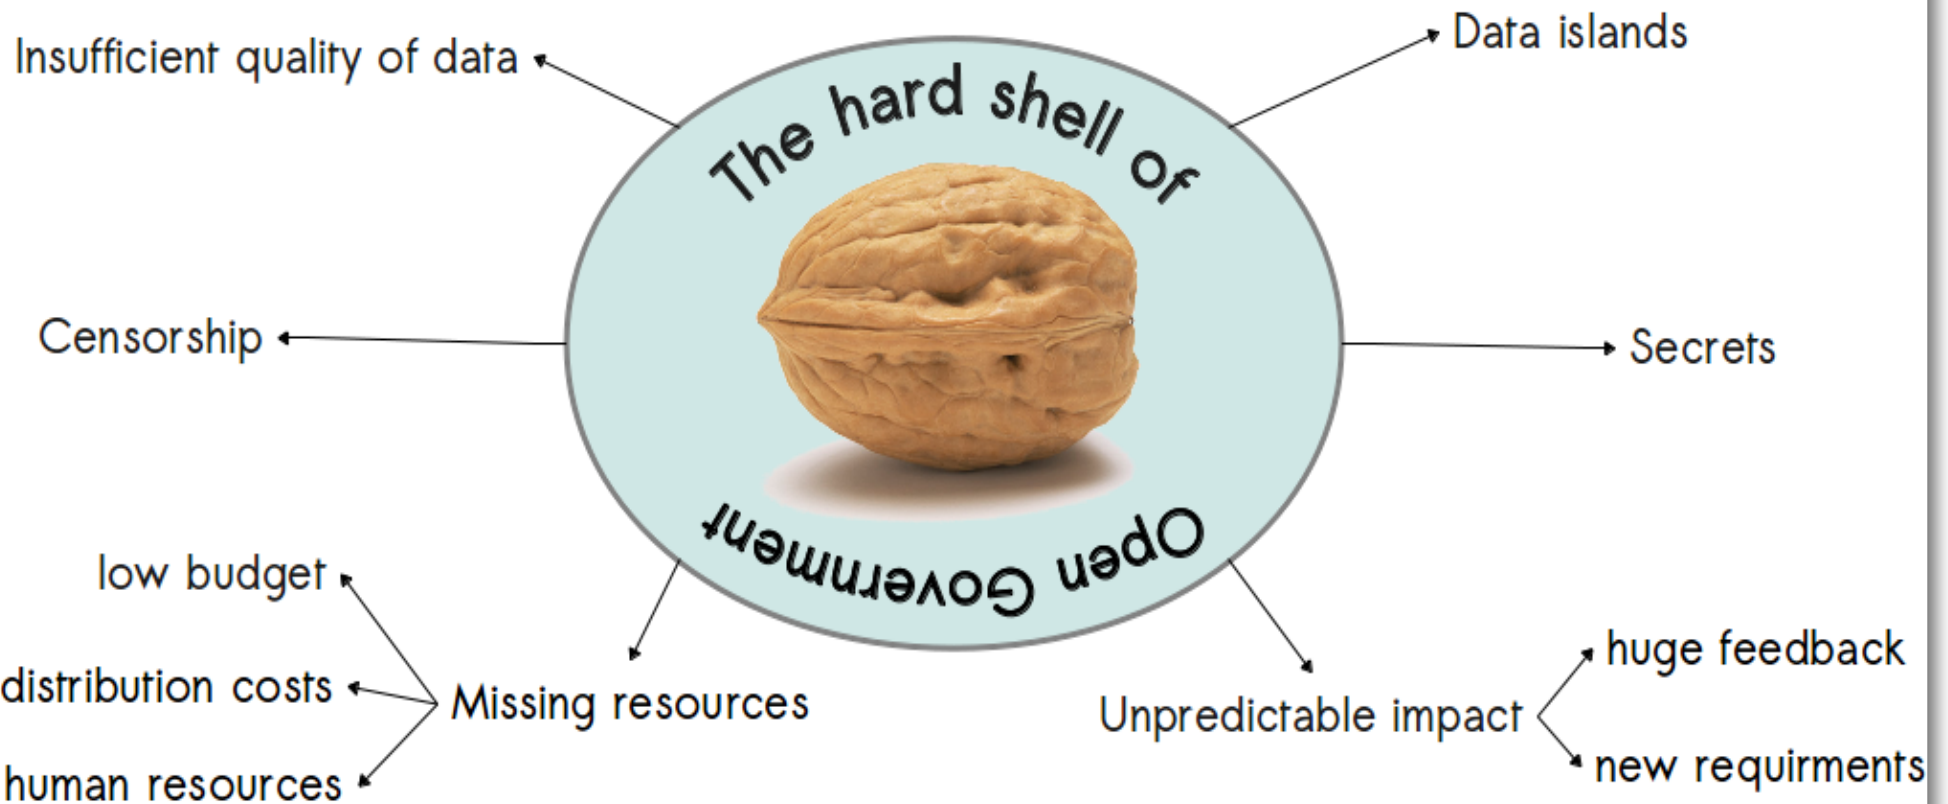 The hard shell of
Open Government
Insufficient quality of data
Data islands
Censorship
Secrets
Missing resources
low budget
distribution costs
human resources
Unpredictable impact
huge feedback
new requirments